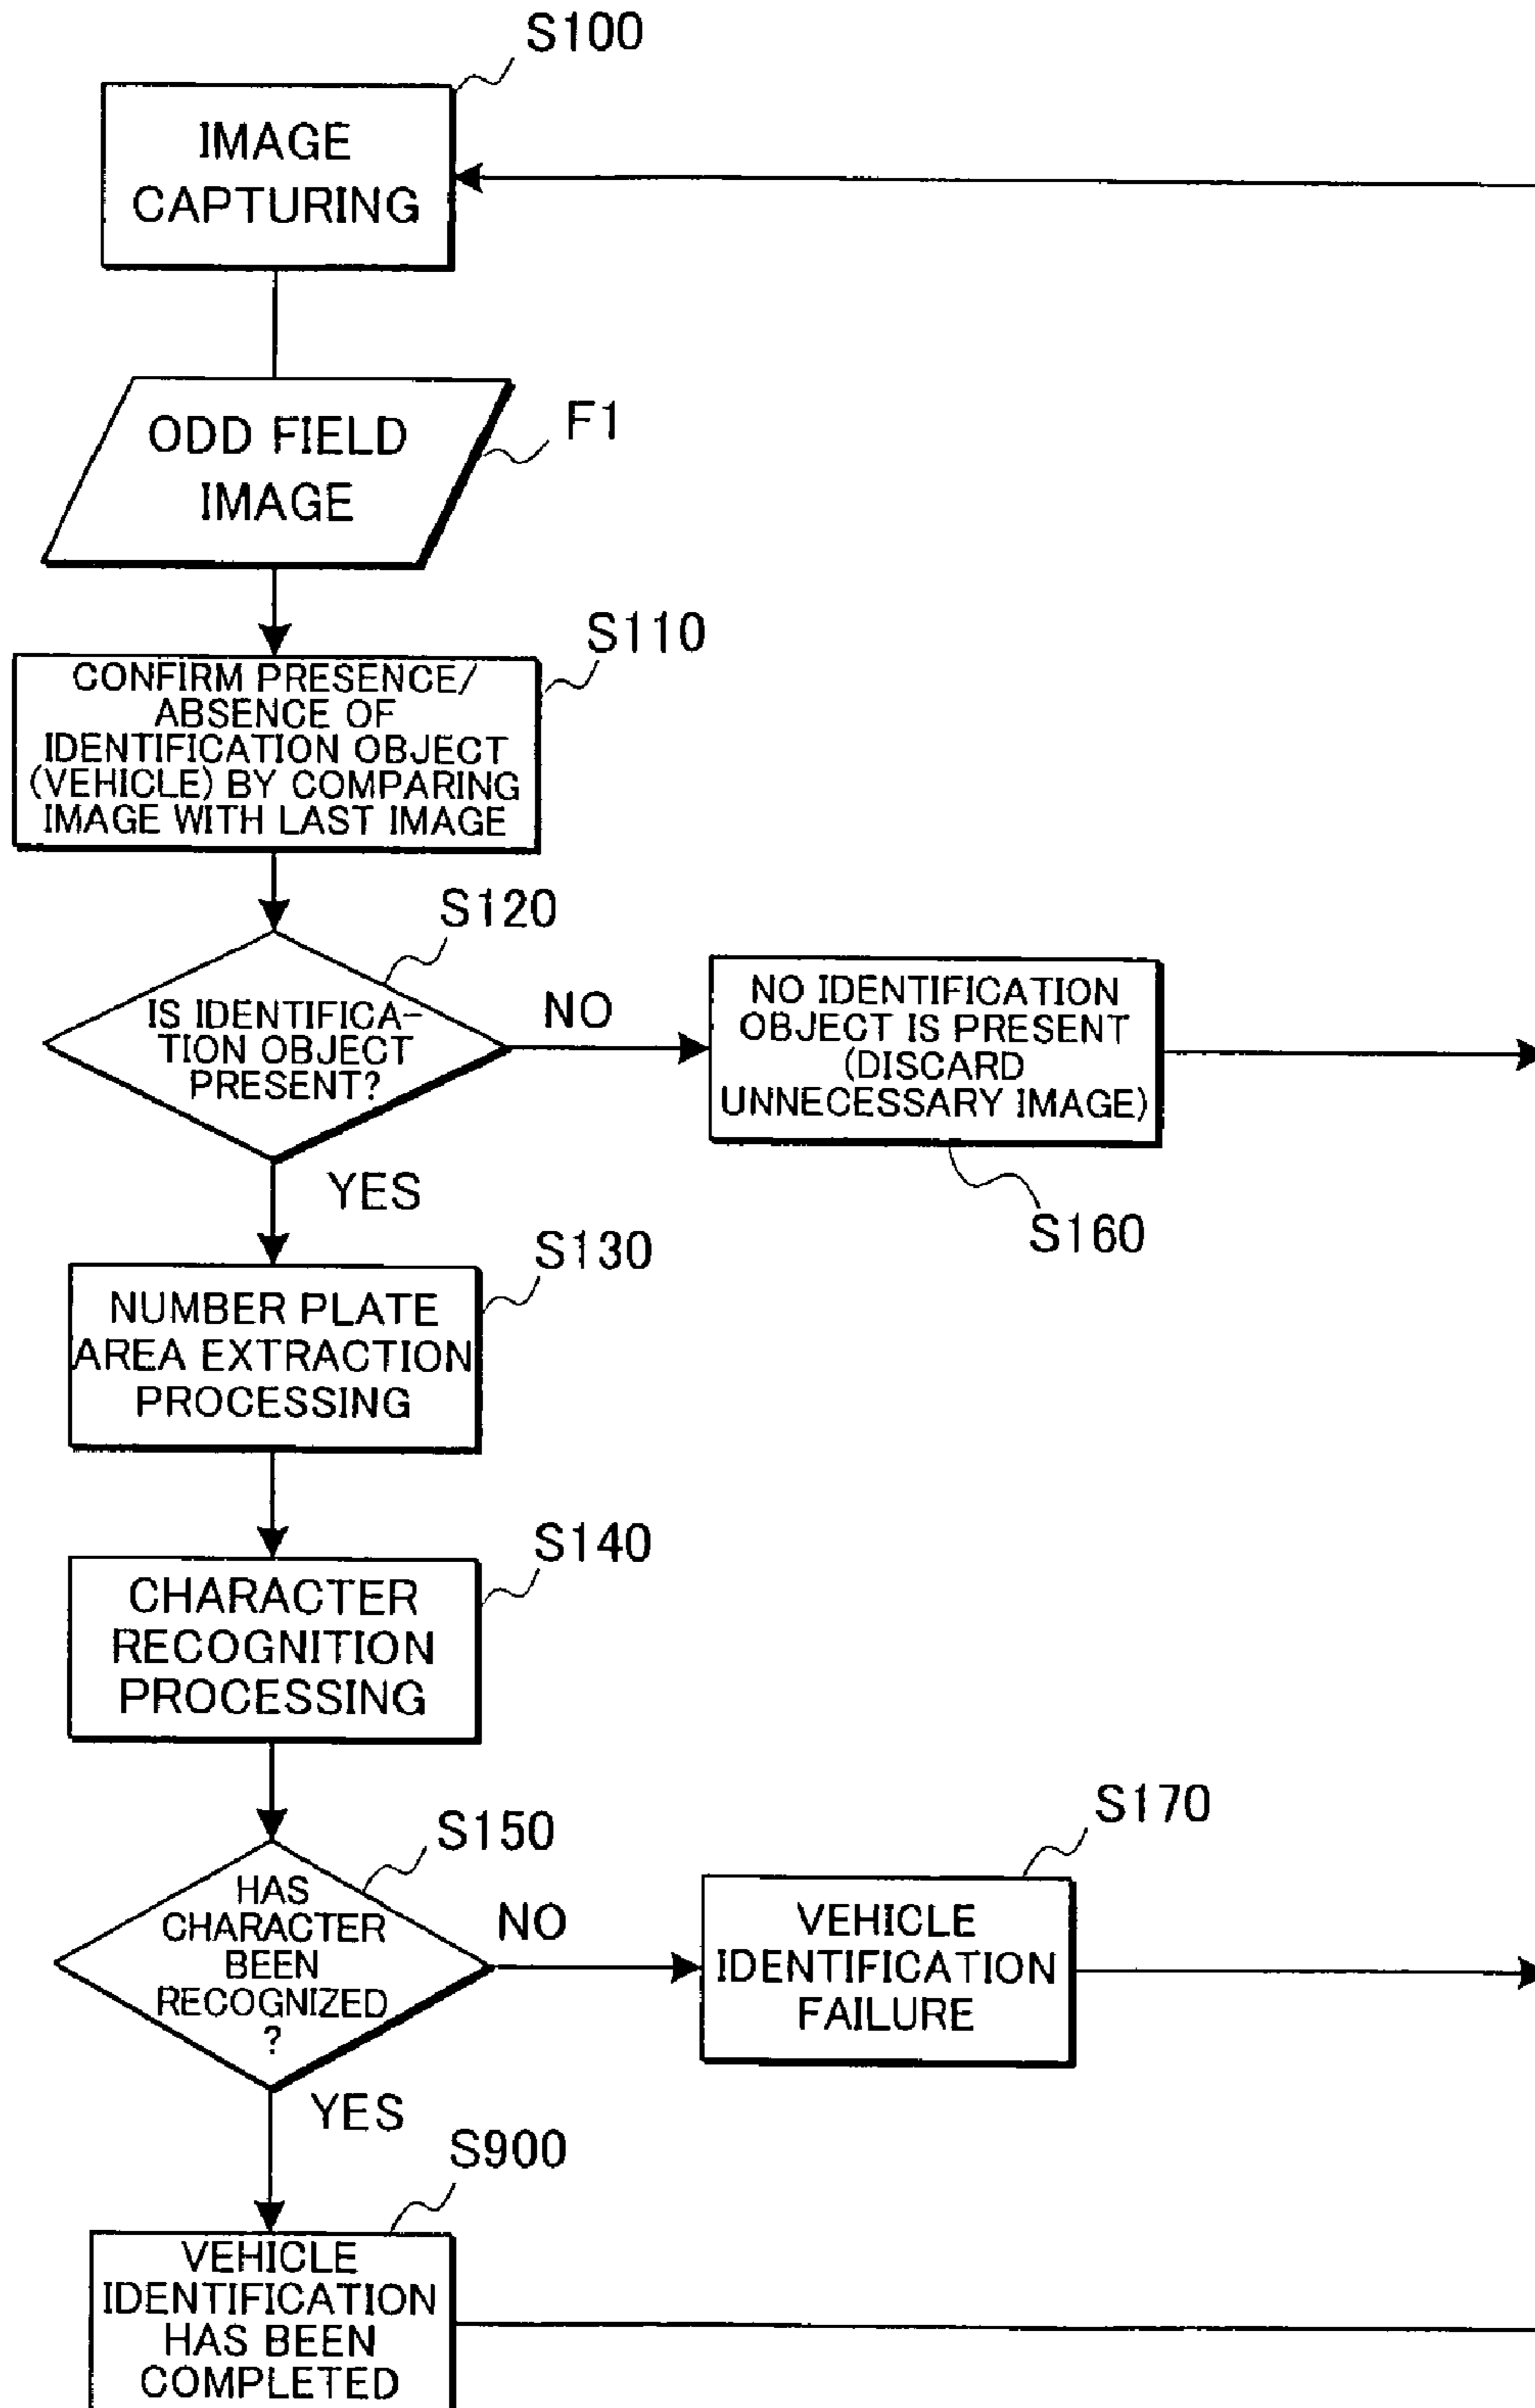 S100
IMAGE
CAPTURING
ODD FIELD
IMAGE
F1
S110
CONFIRM PRESENCE/
ABSENCE OF
IDENTIFICATION OBJECT
(VEHICLE) BY COMPARING
IMAGE WITH LAST IMAGE
S120
IS IDENTIFICA-
TION OBJECT
PRESENT?
NO
NO IDENTIFICATION
OBJECT IS PRESENT
(DISCARD
UNNECESSARY IMAGE)
S160
YES
S130
NUMBER PLATE
AREA EXTRACTION
PROCESSING
S140
CHARACTER
RECOGNITION
PROCESSING
S150
HAS
CHARACTER
BEEN
RECOGNIZED
?
NO
S170
VEHICLE
IDENTIFICATION
FAILURE
YES
S900
VEHICLE
IDENTIFICATION
HAS BEEN
COMPLETED